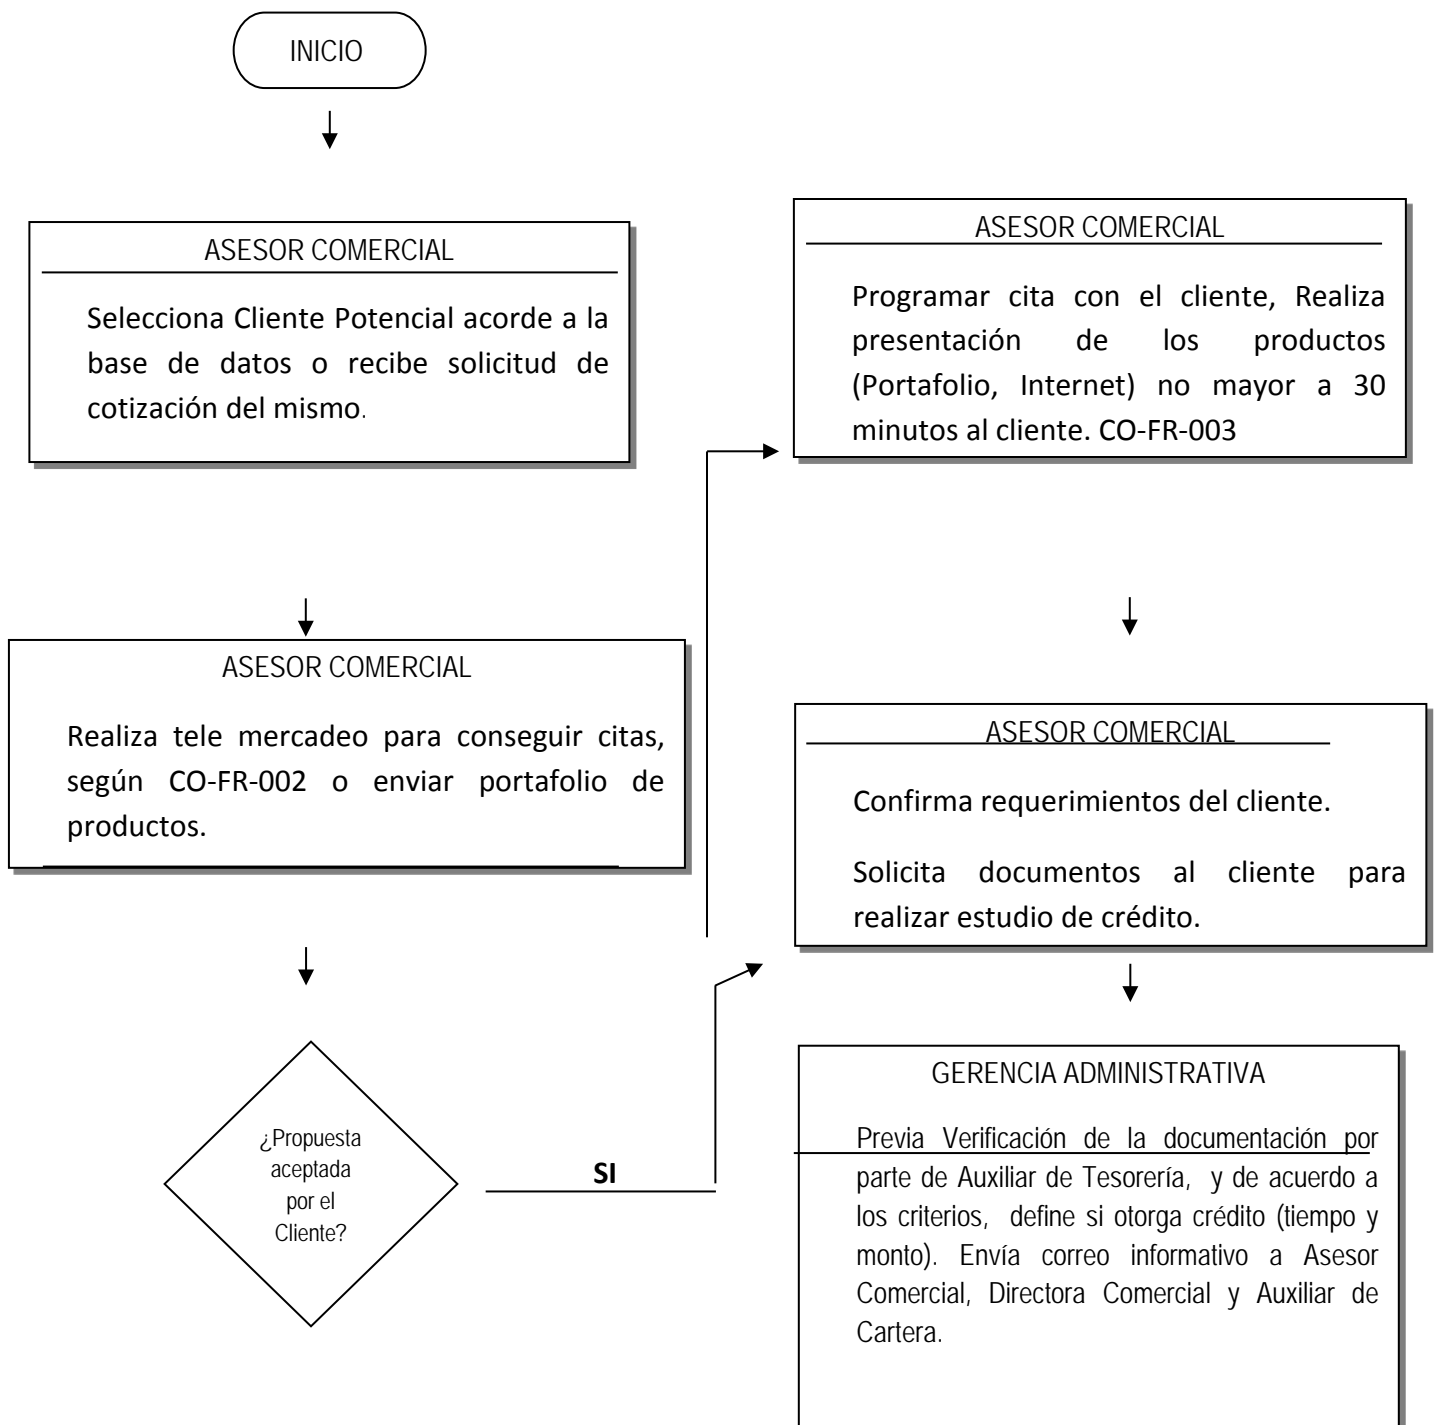 INICIO
ASESOR COMERCIAL
Selecciona Cliente Potencial acorde a la
base de datos o recibe solicitud de
cotización del mismo.
ASESOR COMERCIAL
Realiza tele mercadeo para conseguir citas,
según CO-FR-002 o enviar portafolio de
productos.
¿Propuesta
aceptada
por el
Cliente?
SI
ASESOR COMERCIAL
Programar cita con el cliente, Realiza
presentación de los productos
(Portafolio, Internet) no mayor a 30
minutos al cliente. CO-FR-003
ASESOR COMERCIAL
Confirma requerimientos del cliente.
Solicita documentos al cliente para
realizar estudio de crédito.
GERENCIA ADMINISTRATIVA
Previa Verificación de la documentación por
parte de Auxiliar de Tesorería, y de acuerdo a
los criterios, define si otorga crédito (tiempo y
monto). Envía correo informativo a Asesor
Comercial, Directora Comercial y Auxiliar de
Cartera.